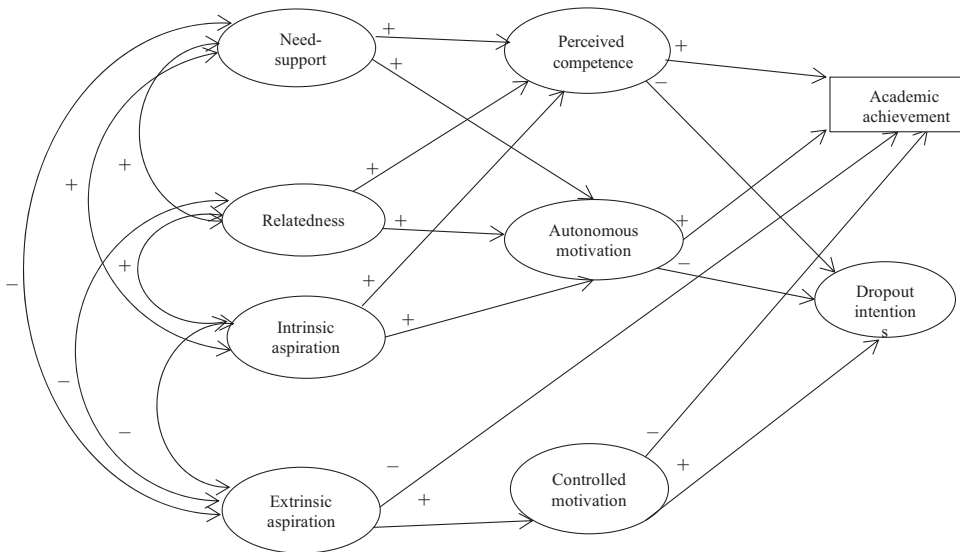 Need-
support
Perceived
competence
Academic
achievement
Relatedness
Autonomous
motivation
Intrinsic
aspiration
Dropout
intention
s
Extrinsic
aspiration
Controlled
motivation
−
+
+
+
−
−
+
+
+
+
+
+
−
+
+
−
+
−
+
−
+